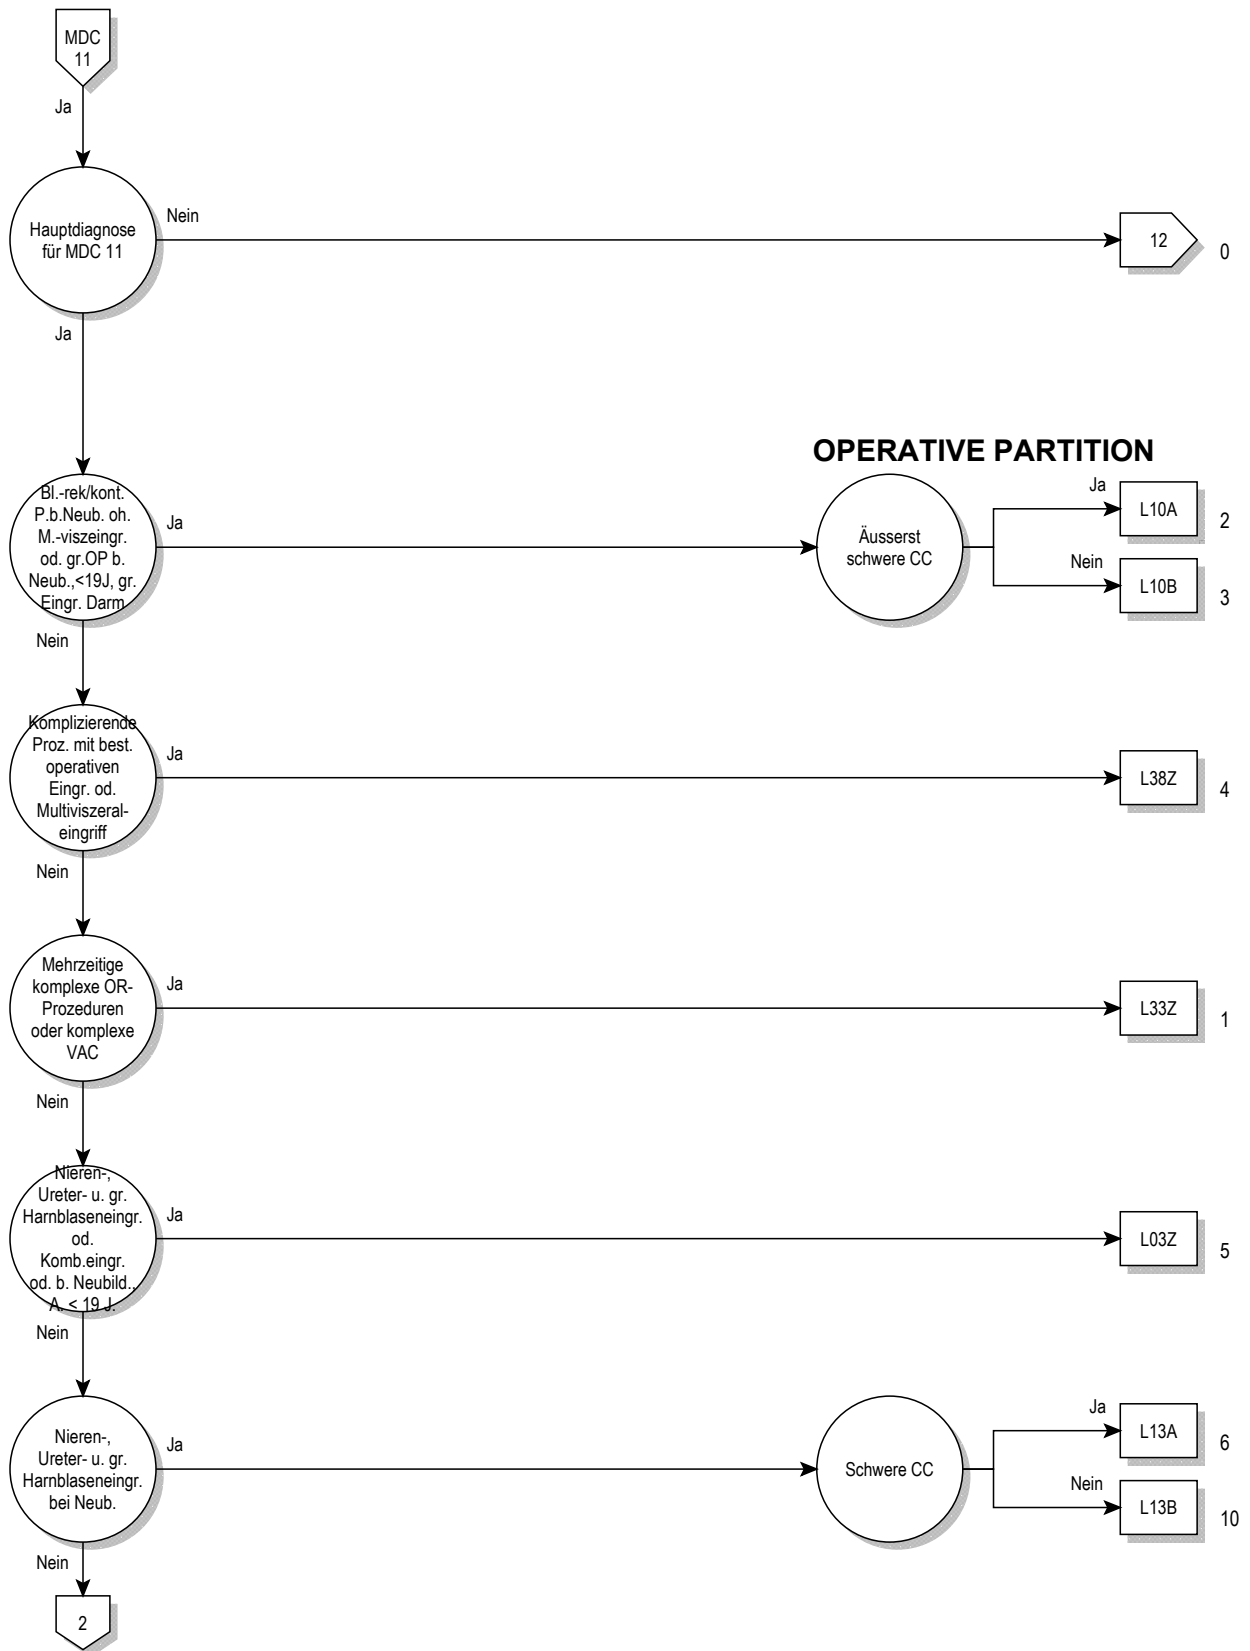 MDC
11
Ja
Hauptdiagnose
für MDC 11
Nein
12
0
Ja
OPERATIVE PARTITION
Bl.-rek/kont.
P.b.Neub. oh.
M.-viszeingr.
od. gr.OP b.
Neub.,<19J, gr.
Eingr. Darm
Ja
Äusserst
schwere CC
Ja
L10A
2
Nein
L10B
3
Nein
Komplizierende
Proz. mit best.
operativen
Eingr. od.
Multiviszeral-
eingriff
Ja
L38Z
4
Nein
Mehrzeitige
komplexe OR-
Prozeduren
oder komplexe
VAC
Ja
L33Z
1
Nein
Nieren-,
Ureter- u. gr.
Harnblaseneingr.
od.
Komb.eingr.
od. b. Neubild.,
A. < 19 J.
Ja
L03Z
5
Nein
Nieren-,
Ureter- u. gr.
Harnblaseneingr.
bei Neub.
Ja
Schwere CC
Ja
L13A
6
Nein
L13B
10
Nein
2